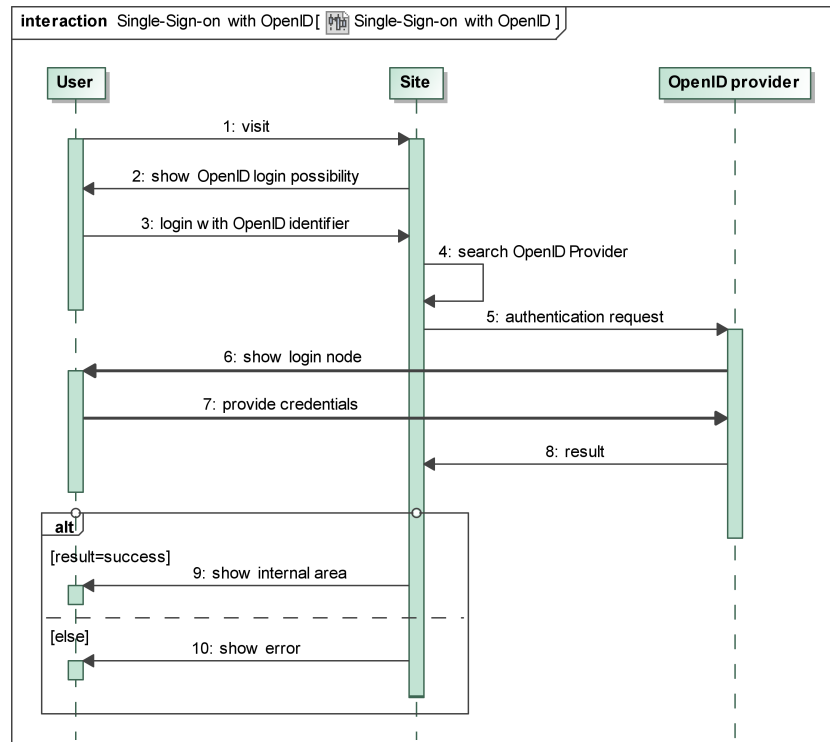 interaction Single-Sign-on with OpenID[ Single-Sign-on with OpenID ]
User
Site
OpenID provider
1: visit
2: show OpenID login possibility
3: login with OpenID identifier
4: search OpenID Provider
5: authentication request
6: show login node
7: provide credentials
8: result
alt
[result=success]
9: show internal area
[else]
10: show error